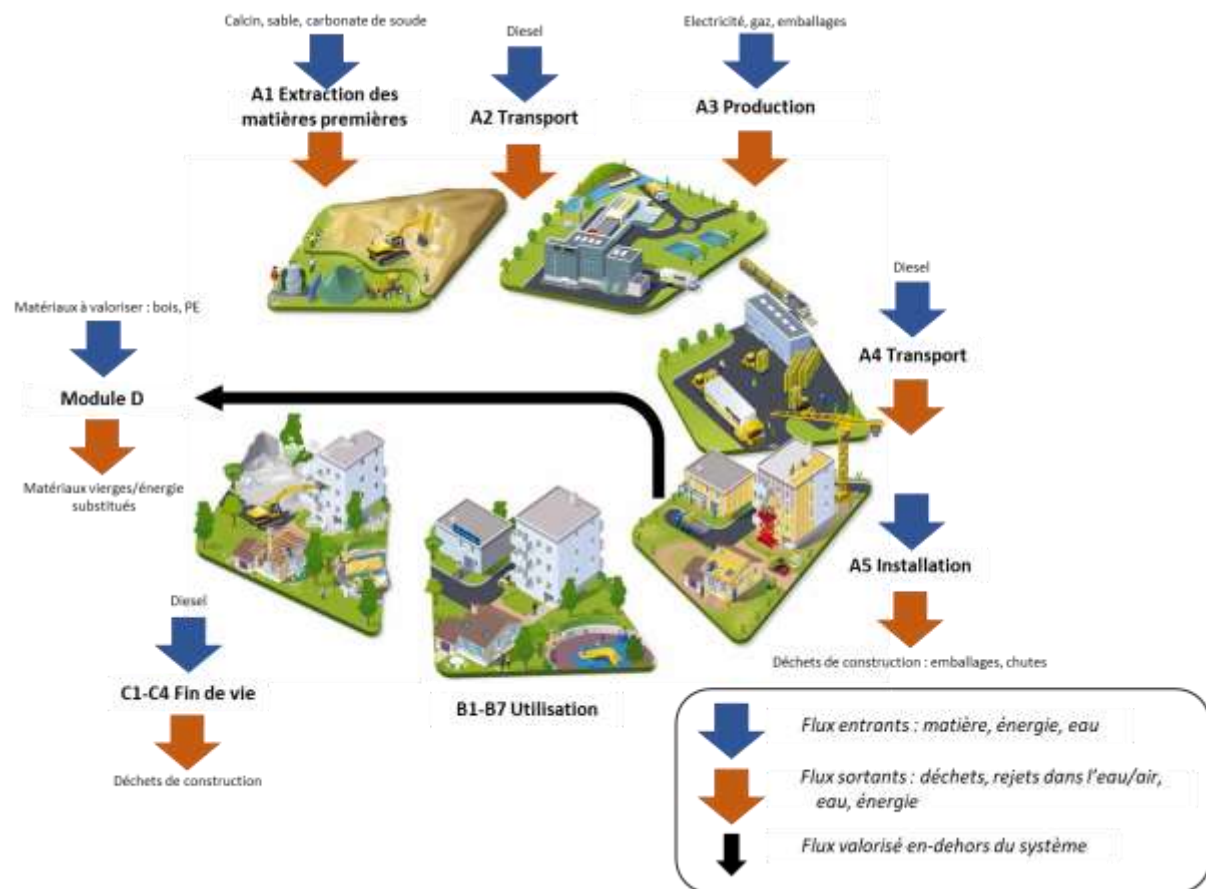 Calcin, sable, carbonate de soude
Diesel
Electricité, gaz, emballages
A1 Extraction des
matières premières
A2 Transport
A3 Production
Diesel
Matériaux à valoriser : bois, PE
A4 Transport
Module D
Matériaux vierges/énergie
substitués
A5 Installation
Diesel
Déchets de construction : emballages, chutes
C1-C4 Fin de vie
B1-B7 Utilisation
Déchets de construction
Flux entrants : matière, énergie, eau
Flux sortants : déchets, rejets dans l'eau/air,
eau, énergie
Flux valorisé en-dehors du système